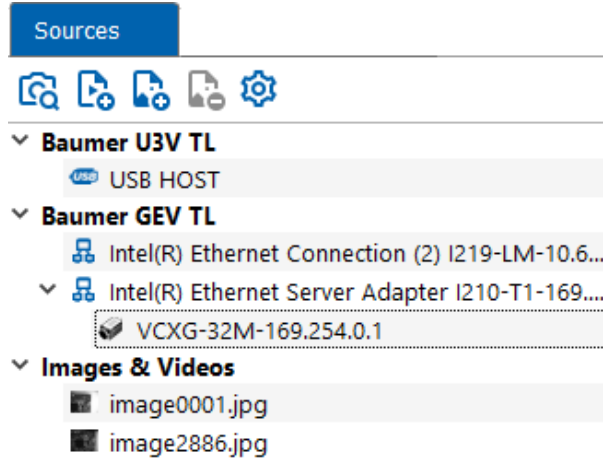 Sources
Baumer U3V TL
USB HOST
Baumer GEV TL
Intel(R) Ethernet Connection (2) I219-LM-10.6...
Intel(R) Ethernet Server Adapter I210-T1-169....
VCXG-32M-169.254.0.1
Images & Videos
image0001.jpg
image2886.jpg